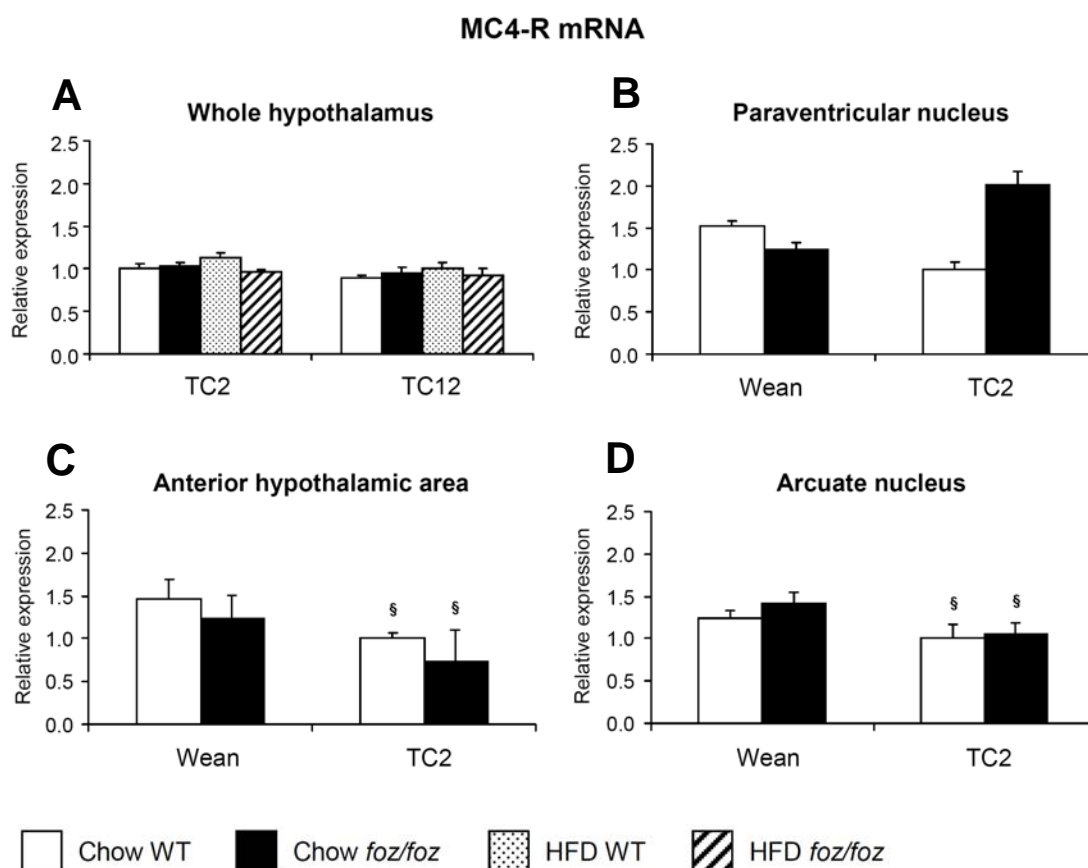 MC4-R mRNA
A
Whole hypothalamus
Relative expression
2.5
2.0
1.5
1.0
0.5
0.0
TC2 TC12
B
Paraventricular nucleus
Relative expression
2.5
2.0
1.5
1.0
0.5
0.0
Wean TC2
C
Anterior hypothalamic area
Relative expression
2.5
2.0
1.5
1.0
0.5
0.0
§ §
Wean TC2
D
Arcuate nucleus
Relative expression
2.5
2.0
1.5
1.0
0.5
0.0
§ §
Wean TC2
Chow WT Chow foz/foz HFD WT HFD foz/foz